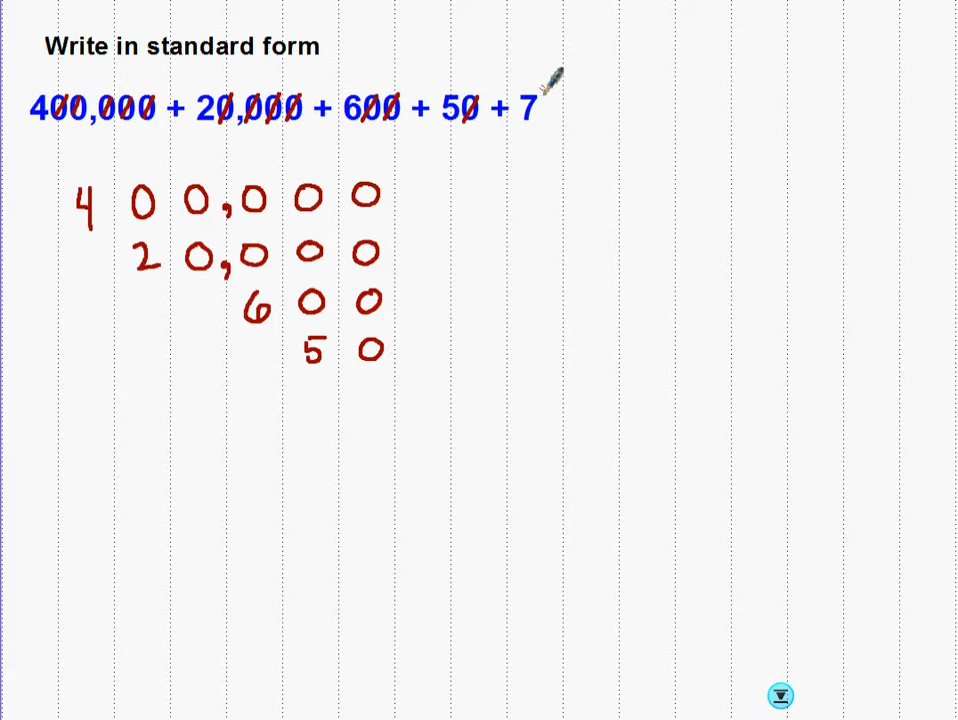 Write in standard form
400,000 + 20,000 + 600 + 50 + 7
4 0 0,0 0 0
2 0,0 0 0
6 0 0
5 0